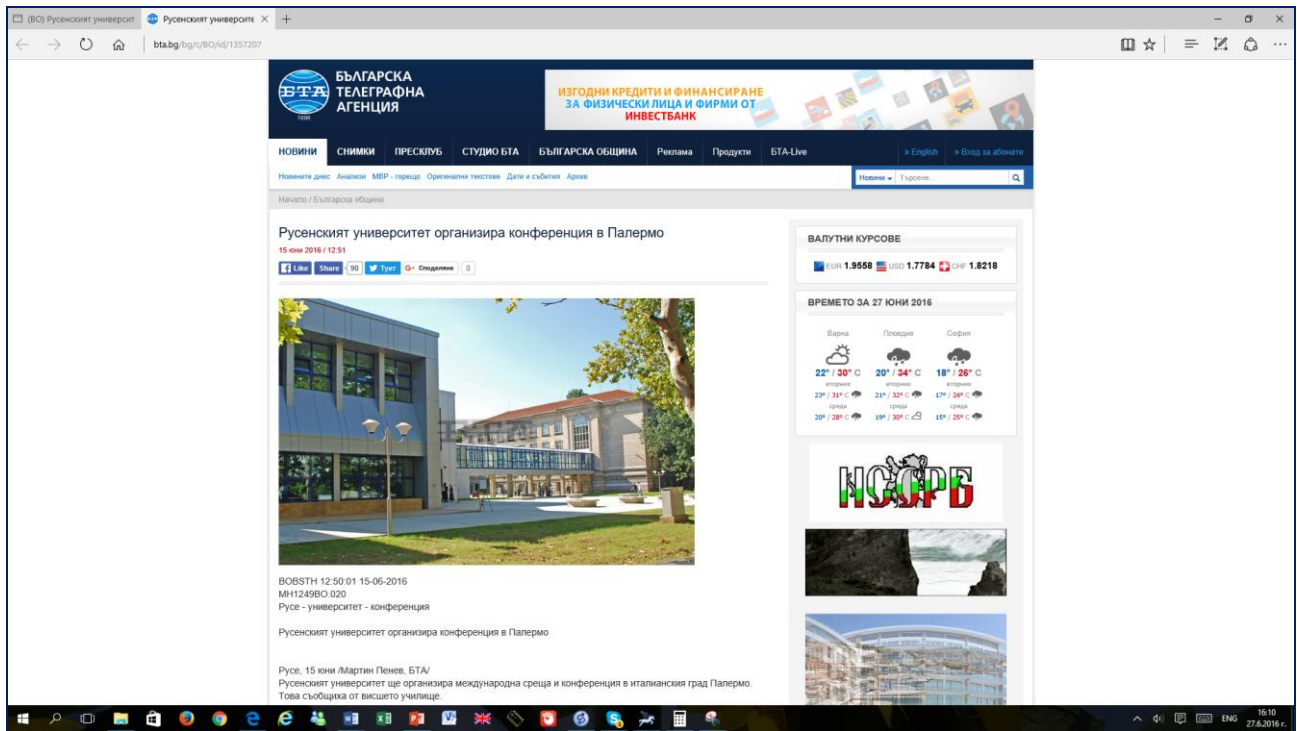 (BO) Русенският университ
Русенският университе
bta.bg/bg/c/BO/id/1357207
БЪЛГАРСКА
ТЕЛЕГРАФНА
АГЕНЦИЯ
БТА
1898
ИЗГОДНИ КРЕДИТИ И ФИНАНСИРАНЕ
ЗА ФИЗИЧЕСКИ ЛИЦА И ФИРМИ ОТ
ИНВЕСТБАНК
НОВИНИ СНИМКИ ПРЕСКЛУБ СТУДИО БТА БЪЛГАРСКА ОБЩИНА Реклама Продукти БТА-Live » English » Вход за абонати
Новините днес Анализи МВР - горещо Оригинални текстове Дати и събития Архив
Новини Търсене...
Начало / Българска община
Русенският университет организира конференция в Палермо
15 юни 2016 / 12:51
Like Share 90 Туит G+ Споделяне 0
BOBSTH 12:50:01 15-06-2016
MH1249BO.020
Русе - университет - конференция
Русенският университет организира конференция в Палермо
Русе, 15 юни /Мартин Пенев, БТА/
Русенският университет ще организира международна среща и конференция в италианския град Палермо.
Това съобщиха от висшето училище.
ВАЛУТНИ КУРСОВЕ
EUR 1.9558 USD 1.7784 CHF 1.8218
ВРЕМЕТО ЗА 27 ЮНИ 2016
Варна Пловдив София
22° / 30° C 20° / 34° C 18° / 26° C
вторник вторник вторник
23° / 31° C 21° / 32° C 17° / 24° C
сряда сряда сряда
20° / 28° C 19° / 30° C 15° / 25° C
НСОРБ
ENG
16:10
27.6.2016 г.